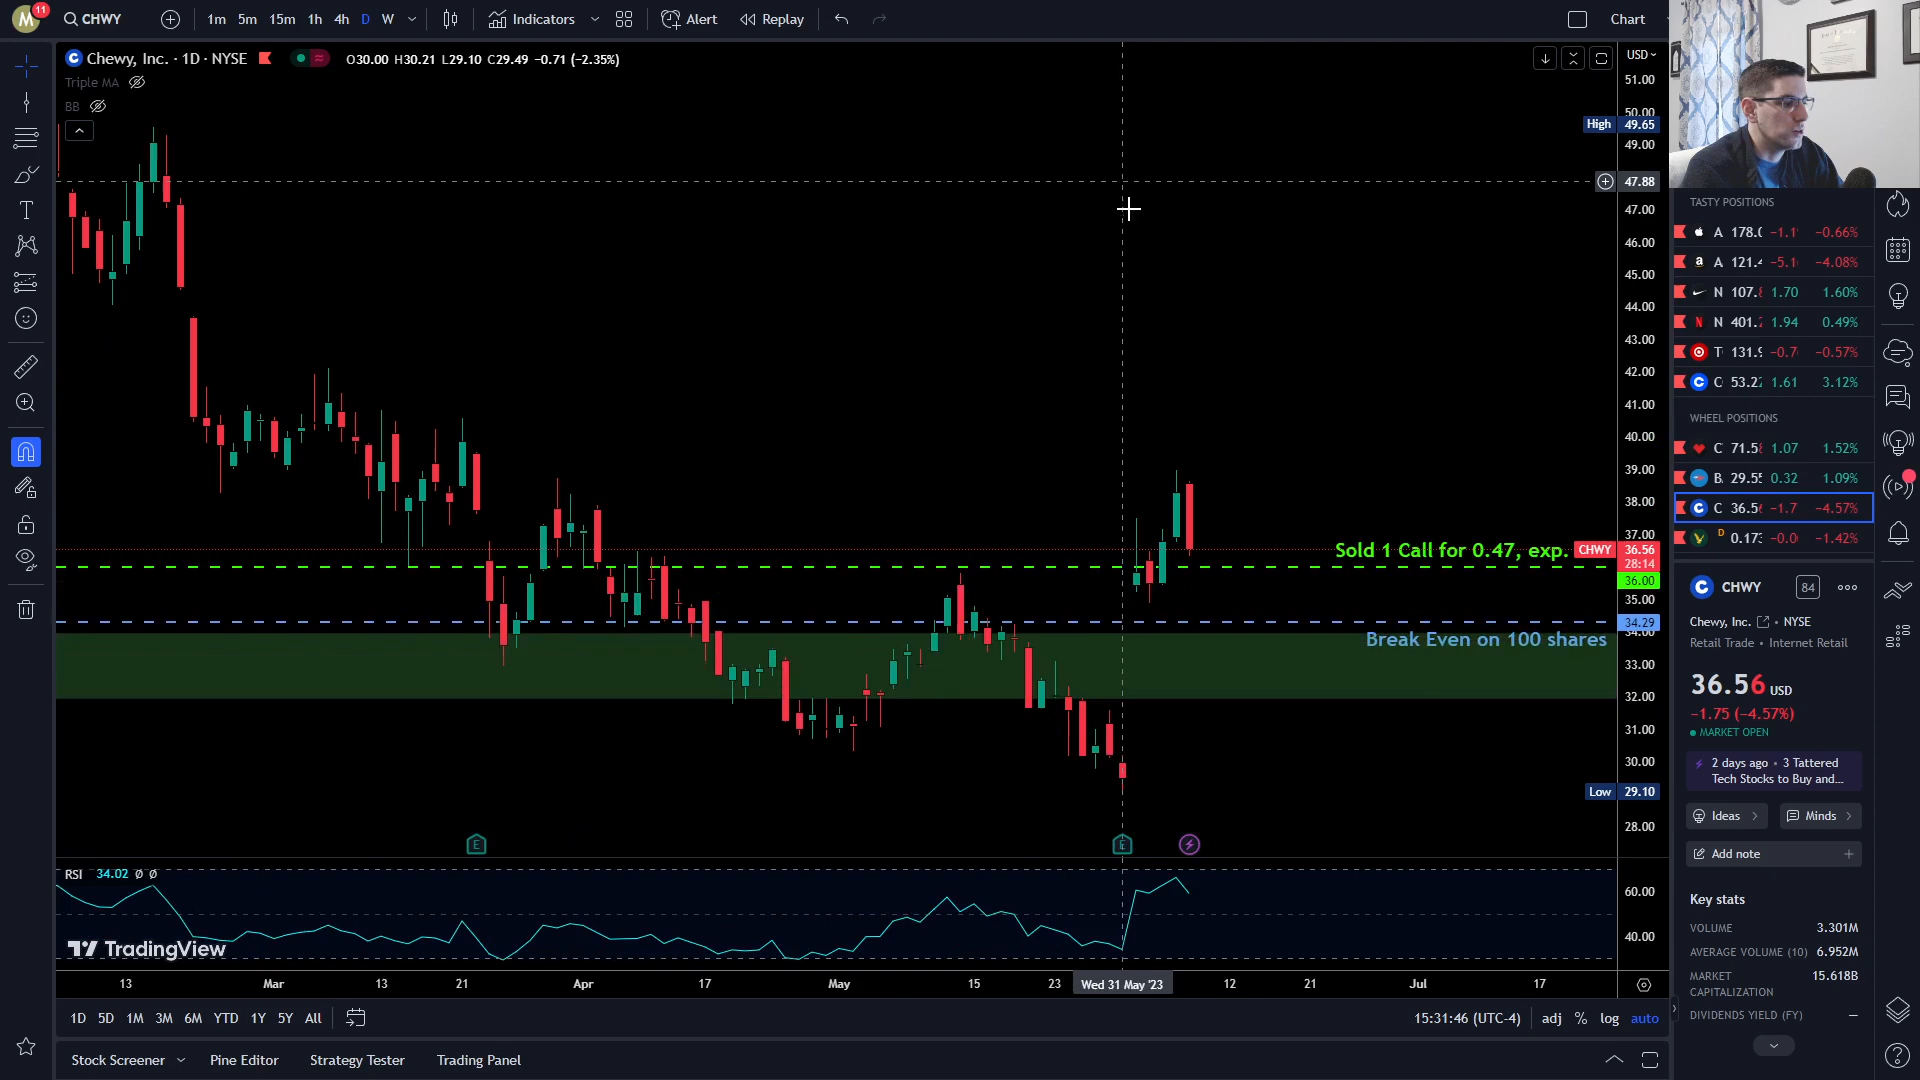 M 11 CHWY 1m 5m 15m 1h 4h D W Indicators Alert Replay Chart
Chewy, Inc. · 1D · NYSE O30.00 H30.21 L29.10 C29.49 −0.71 (−2.35%)
Triple MA
BB
USD
51.00
50.00
High 49.65
49.00
47.88
47.00
46.00
45.00
44.00
43.00
42.00
41.00
40.00
39.00
38.00
37.00
Sold 1 Call for 0.47, exp. CHWY 36.56
28:14
36.00
35.00
34.29
34.00
Break Even on 100 shares
33.00
32.00
31.00
30.00
Low 29.10
28.00
E E
RSI 34.02 Ø Ø
60.00
40.00
TradingView
13 Mar 13 21 Apr 17 May 15 23 Wed 31 May '23 12 21 Jul 17
1D 5D 1M 3M 6M YTD 1Y 5Y All 15:31:46 (UTC-4) adj % log auto
Stock Screener Pine Editor Strategy Tester Trading Panel
TASTY POSITIONS
A 178.0 −1.1 −0.66%
A 121.4 −5.1 −4.08%
N 107.8 1.70 1.60%
N 401.2 1.94 0.49%
T 131.9 −0.7 −0.57%
C 53.22 1.61 3.12%
WHEEL POSITIONS
C 71.58 1.07 1.52%
B 29.55 0.32 1.09%
C 36.56 −1.7 −4.57%
D 0.173 −0.0 −1.42%
CHWY 84
Chewy, Inc. • NYSE
Retail Trade • Internet Retail
36.56 USD
−1.75 (−4.57%)
MARKET OPEN
2 days ago • 3 Tattered
Tech Stocks to Buy and...
Ideas Minds
Add note
Key stats
VOLUME 3.301M
AVERAGE VOLUME (10) 6.952M
MARKET CAPITALIZATION 15.618B
DIVIDENDS YIELD (FY) —